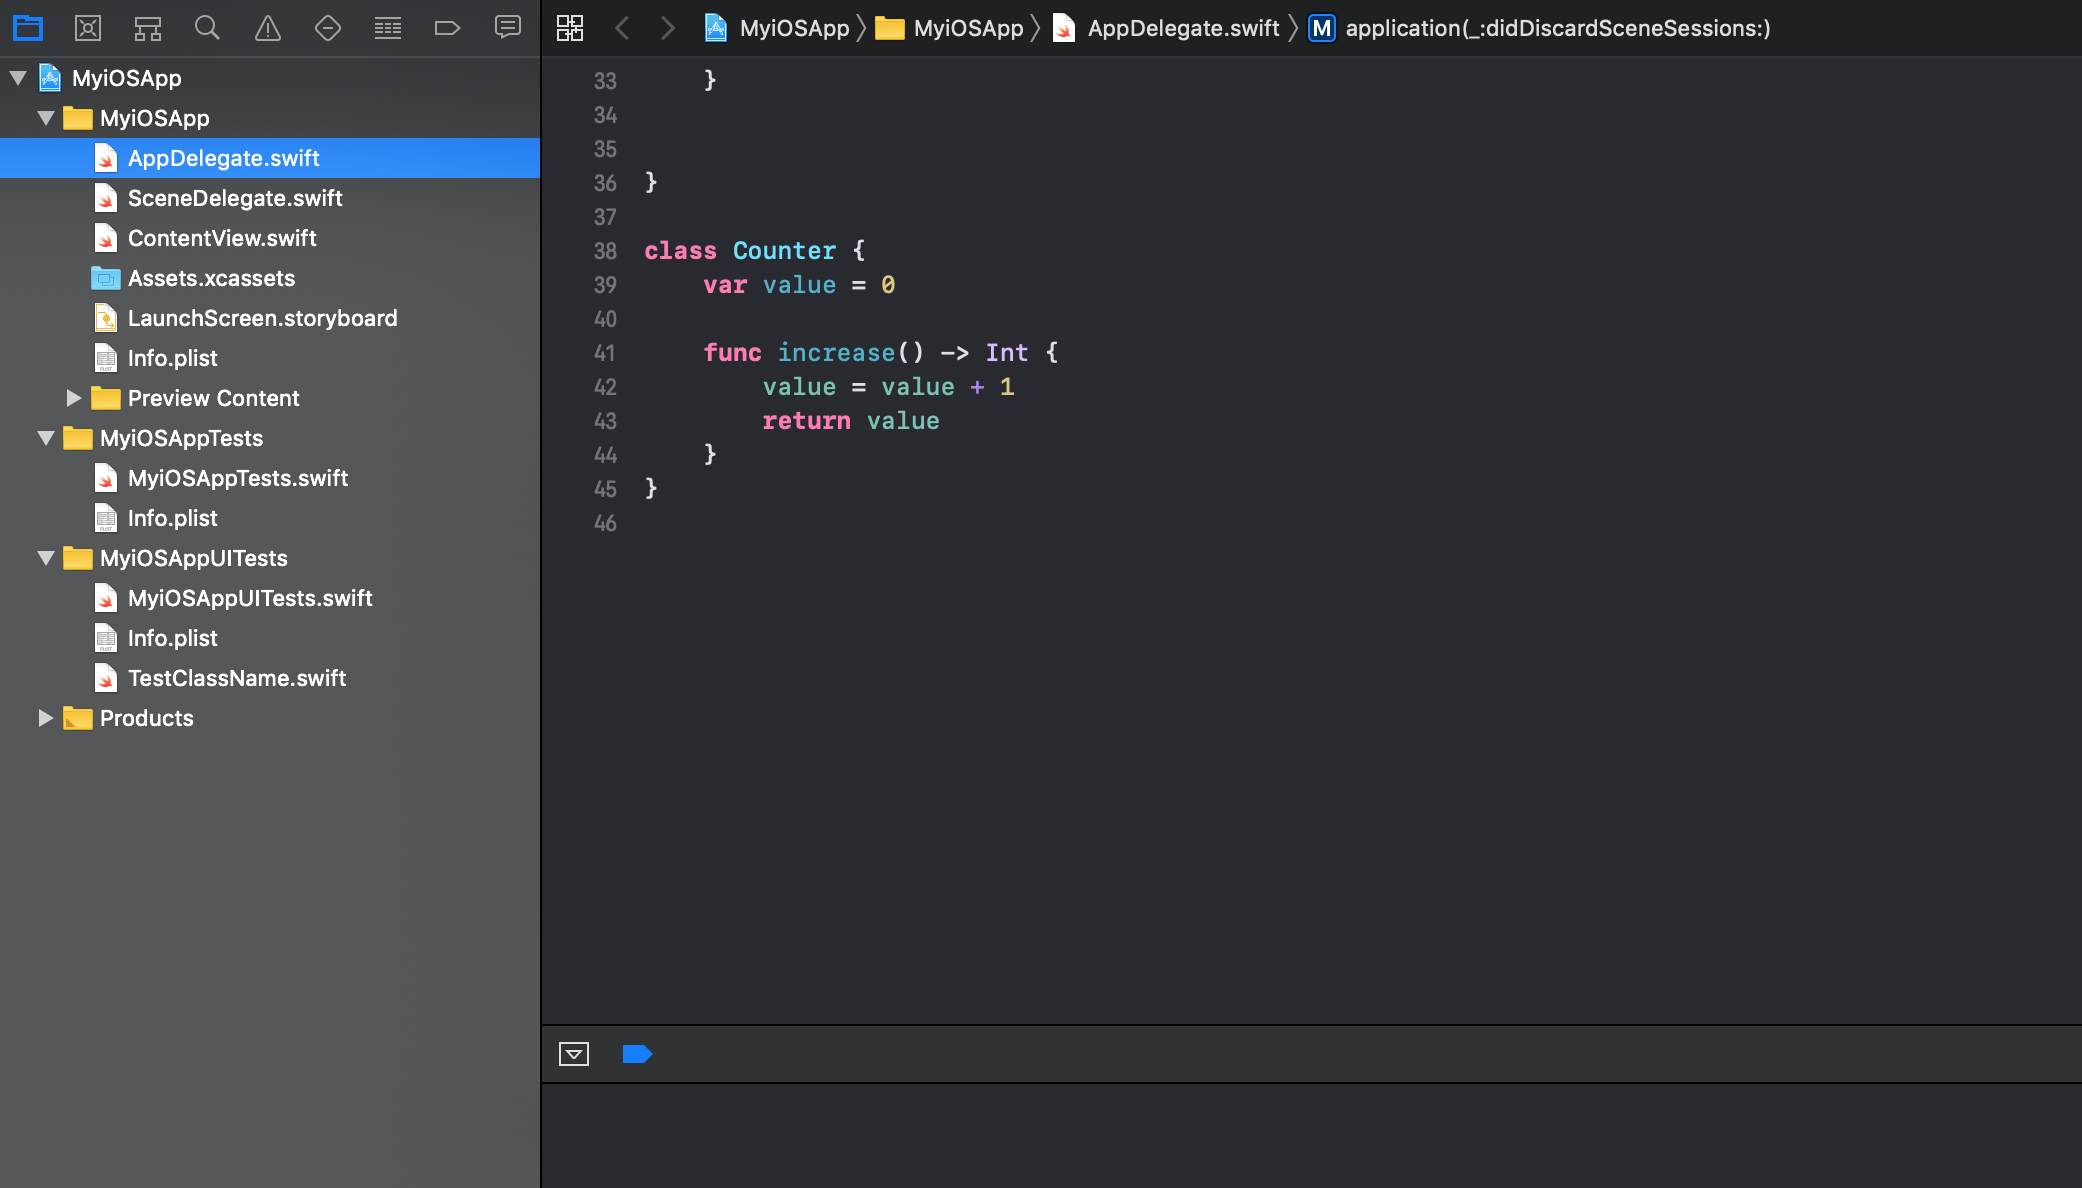 MyiOSApp
MyiOSApp
AppDelegate.swift
SceneDelegate.swift
ContentView.swift
Assets.xcassets
LaunchScreen.storyboard
Info.plist
Preview Content
MyiOSAppTests
MyiOSAppTests.swift
Info.plist
MyiOSAppUITests
MyiOSAppUITests.swift
Info.plist
TestClassName.swift
Products
MyiOSApp MyiOSApp AppDelegate.swift M application(_:didDiscardSceneSessions:)
33 }
34
35
36 }
37
38 class Counter {
39 var value = 0
40
41 func increase() -> Int {
42 value = value + 1
43 return value
44 }
45 }
46